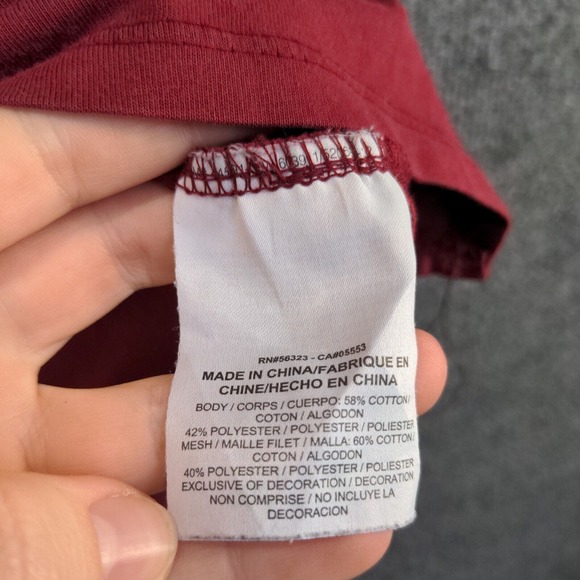 RN#56323 - CA#05553
MADE IN CHINA/FABRIQUE EN
CHINE/HECHO EN CHINA
BODY / CORPS / CUERPO: 58% COTTON/
COTON / ALGODON
42% POLYESTER / POLYESTER / POLIESTER
MESH / MAILLE FILET / MALLA: 60% COTTON/
COTON / ALGODON
40% POLYESTER / POLYESTER / POLIESTER
EXCLUSIVE OF DECORATION / DECORATION
NON COMPRISE / NO INCLUYE LA
DECORACION